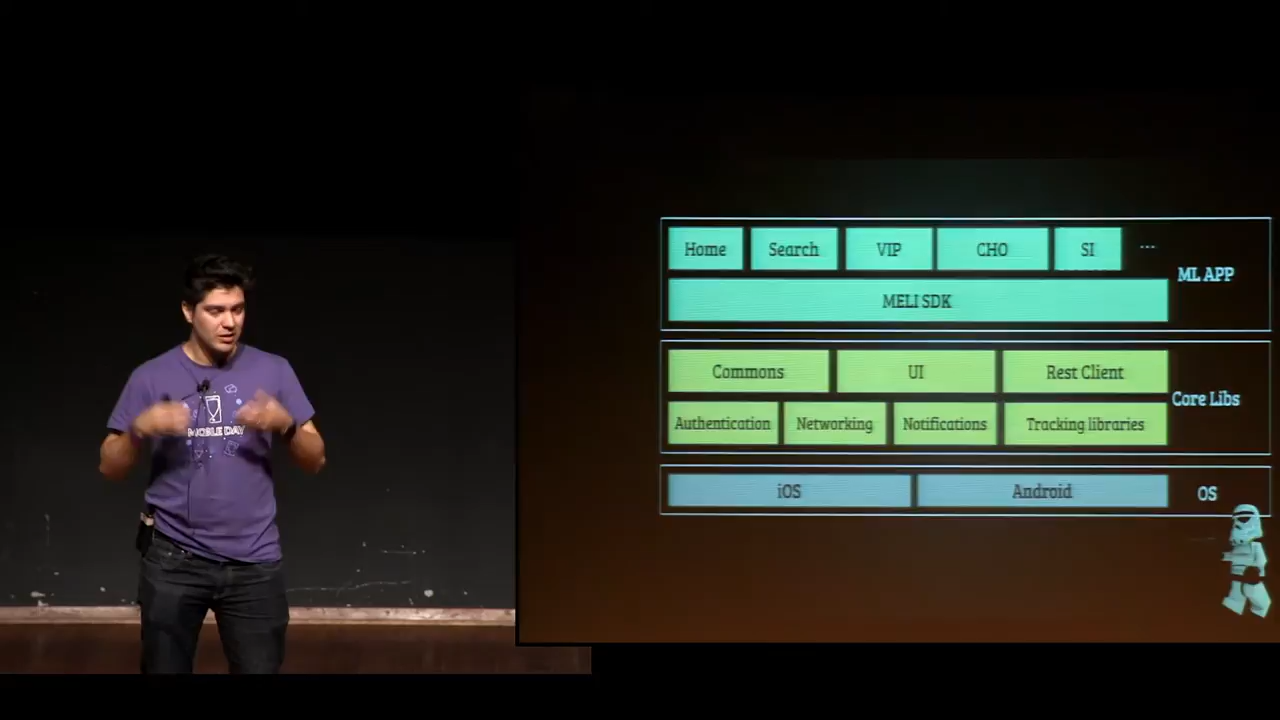 MOBILE DAY
Home Search VIP CHO SI ...
ML APP
MELI SDK
Commons UI Rest Client
Core Libs
Authentication Networking Notifications Tracking libraries
iOS Android OS